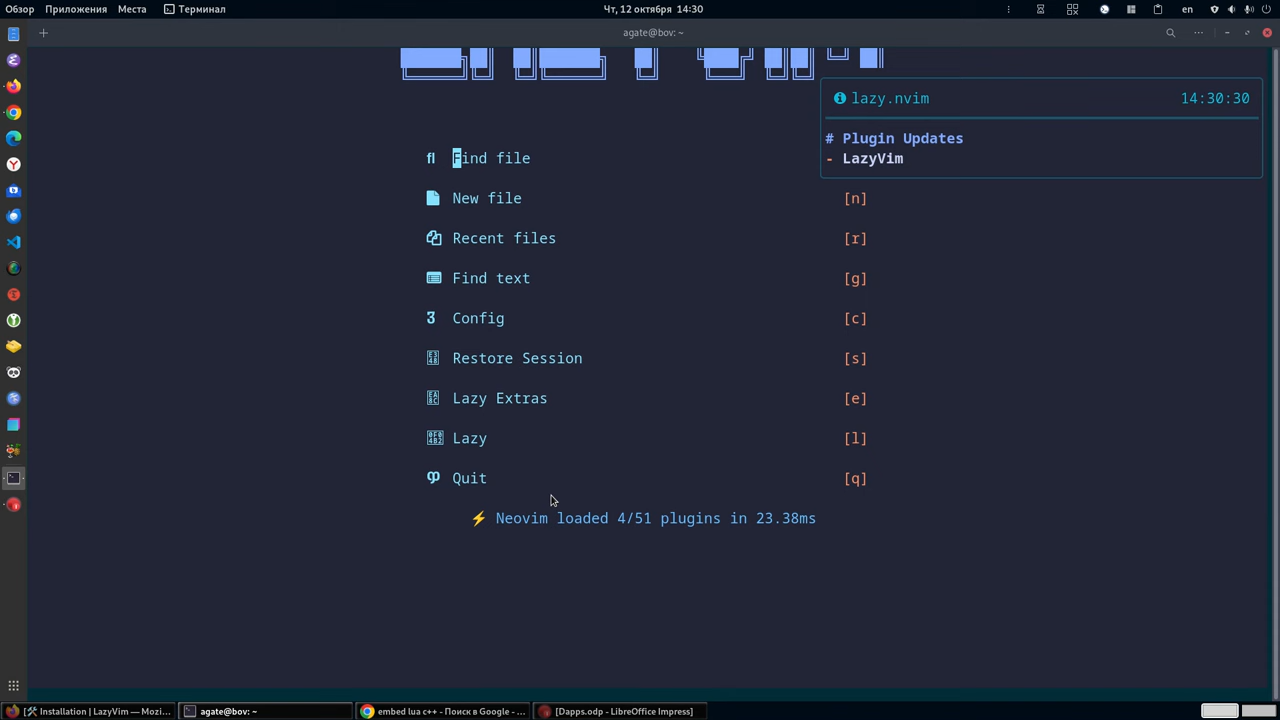 Обзор Приложения Места Терминал Чт, 12 октября 14:30 en
agate@bov: ~
lazy.nvim 14:30:30
# Plugin Updates
- LazyVim
Find file
New file [n]
Recent files [r]
Find text [g]
Config [c]
Restore Session [s]
Lazy Extras [e]
Lazy [l]
Quit [q]
⚡ Neovim loaded 4/51 plugins in 23.38ms
[🛠 Installation | LazyVim — Mozi... agate@bov: ~ embed lua c++ - Поиск в Google - ... [Dapps.odp - LibreOffice Impress]